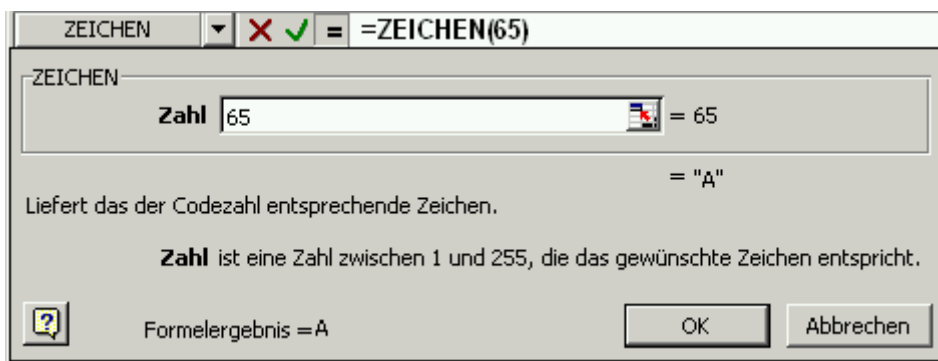 ZEICHEN = =ZEICHEN(65)
ZEICHEN
Zahl 65 = 65
= "A"
Liefert das der Codezahl entsprechende Zeichen.
Zahl ist eine Zahl zwischen 1 und 255, die das gewünschte Zeichen entspricht.
? Formelergebnis =A OK Abbrechen